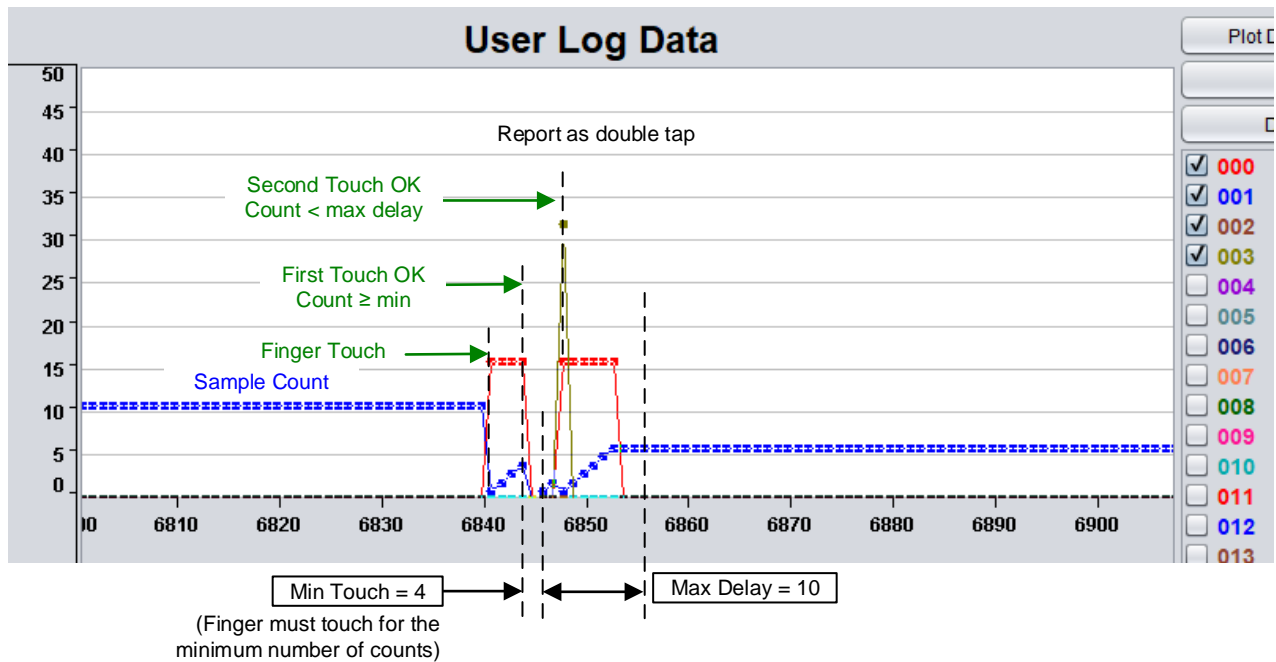 User Log Data
Plot D
D
50
45
40
35
30
25
20
15
10
5
0
Report as double tap
Second Touch OK
Count < max delay
First Touch OK
Count ≥ min
Finger Touch
Sample Count
000
001
002
003
004
005
006
007
008
009
010
011
012
013
00
6810
6820
6830
6840
6850
6860
6870
6880
6890
6900
Min Touch = 4
Max Delay = 10
(Finger must touch for the
minimum number of counts)